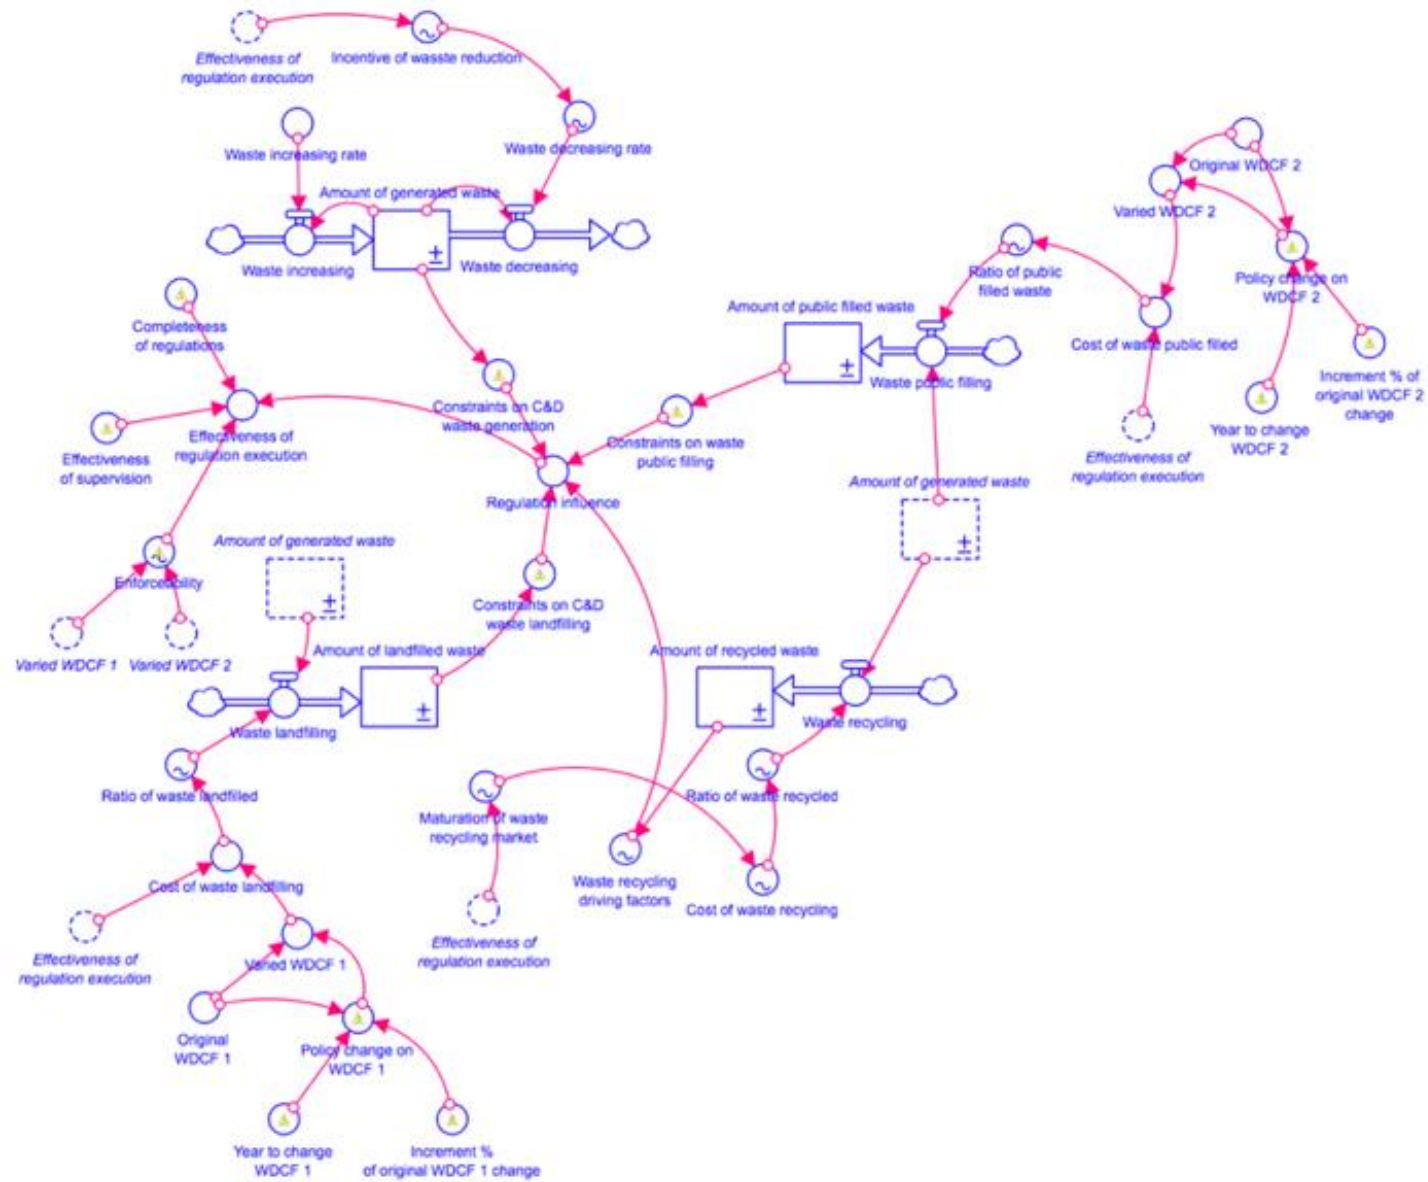 Effectiveness of
regulation execution
Incentive of wasste reduction
Waste increasing rate
Waste decreasing rate
Amount of generated waste
Waste increasing
Waste decreasing
Original WDCF 2
Varied WDCF 2
Ratio of public
filled waste
Policy change on
WDCF 2
Completeness
of regulations
Amount of public filled waste
Cost of waste public filled
Waste public filling
Increment % of
original WDCF 2
change
Constraints on C&D
waste generation
Effectiveness of
regulation execution
Effectiveness
of supervision
Constraints on waste
public filling
Year to change
WDCF 2
Effectiveness of
regulation execution
Regulation influence
Amount of generated waste
Amount of generated waste
Enforceability
Constraints on C&D
waste landfilling
Varied WDCF 1
Varied WDCF 2
Amount of landfilled waste
Amount of recycled waste
Waste landfilling
Waste recycling
Ratio of waste landfilled
Maturation of waste
recycling market
Ratio of waste recycled
Cost of waste landfilling
Waste recycling
driving factors
Cost of waste recycling
Effectiveness of
regulation execution
Effectiveness of
regulation execution
Varied WDCF 1
Original
WDCF 1
Policy change on
WDCF 1
Year to change
WDCF 1
Increment %
of original WDCF 1 change